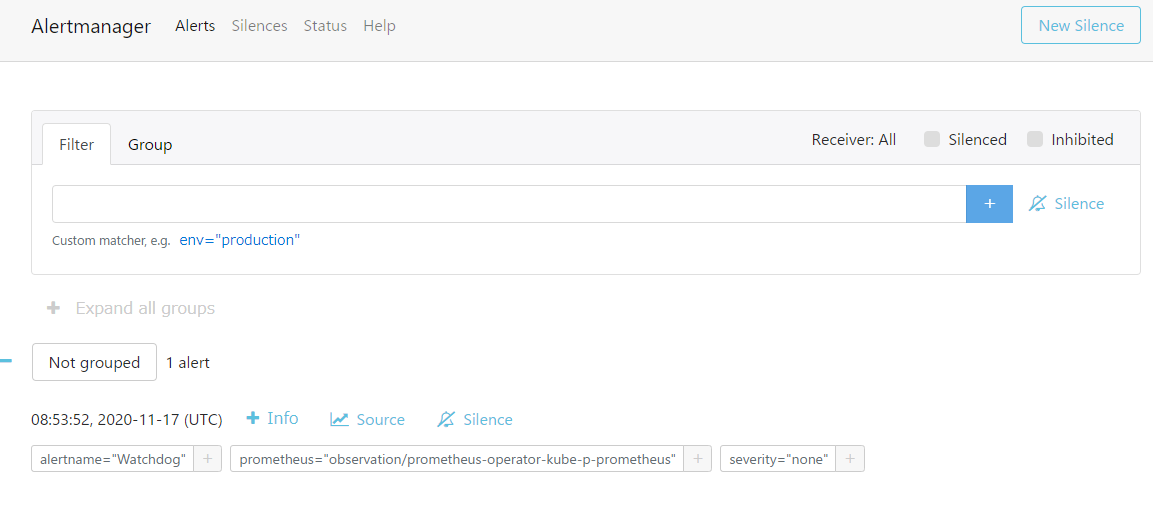 Alertmanager Alerts Silences Status Help New Silence
Filter Group Receiver: All Silenced Inhibited
+ Silence
Custom matcher, e.g. env="production"
+ Expand all groups
Not grouped 1 alert
08:53:52, 2020-11-17 (UTC) + Info Source Silence
alertname="Watchdog" + prometheus="observation/prometheus-operator-kube-p-prometheus" + severity="none" +